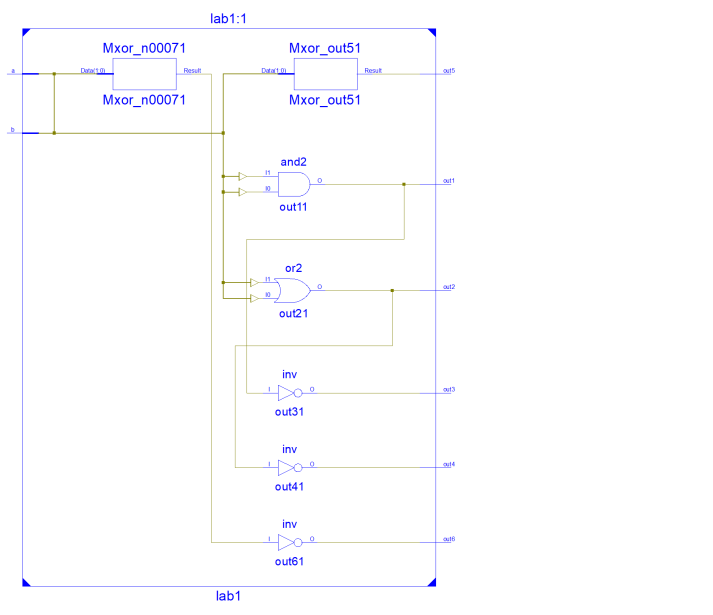 lab1:1
Mxor_n00071
Mxor_out51
a
Data(1:0)
Result
Data(1:0)
Result
out5
Mxor_n00071
Mxor_out51
b
and2
I1
O
out1
I0
out11
or2
I1
O
out2
I0
out21
inv
I
O
out3
out31
inv
I
O
out4
out41
inv
I
O
out6
out61
lab1